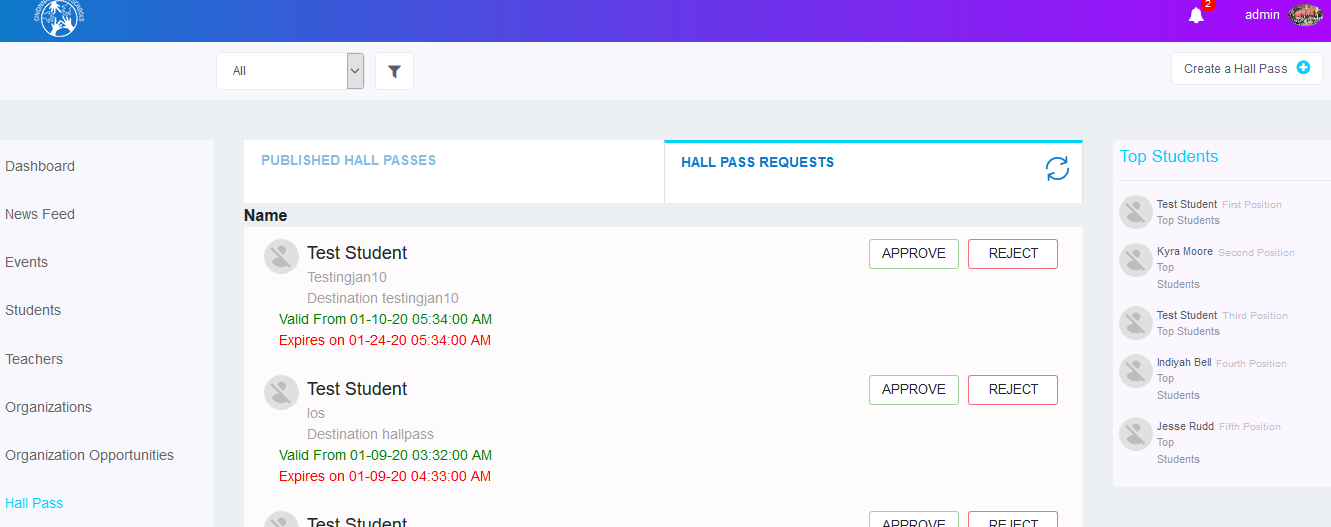 2
admin
All
Create a Hall Pass
Dashboard
News Feed
Events
Students
Teachers
Organizations
Organization Opportunities
Hall Pass
PUBLISHED HALL PASSES
HALL PASS REQUESTS
Name
Test Student
APPROVE
REJECT
Testingjan10
Destination testingjan10
Valid From 01-10-20 05:34:00 AM
Expires on 01-24-20 05:34:00 AM
Test Student
APPROVE
REJECT
los
Destination hallpass
Valid From 01-09-20 03:32:00 AM
Expires on 01-09-20 04:33:00 AM
Test Student
APPROVE
REJECT
Top Students
Test Student First Position
Top Students
Kyra Moore Second Position
Top
Students
Test Student Third Position
Top Students
Indiyah Bell Fourth Position
Top
Students
Jesse Rudd Fifth Position
Top
Students